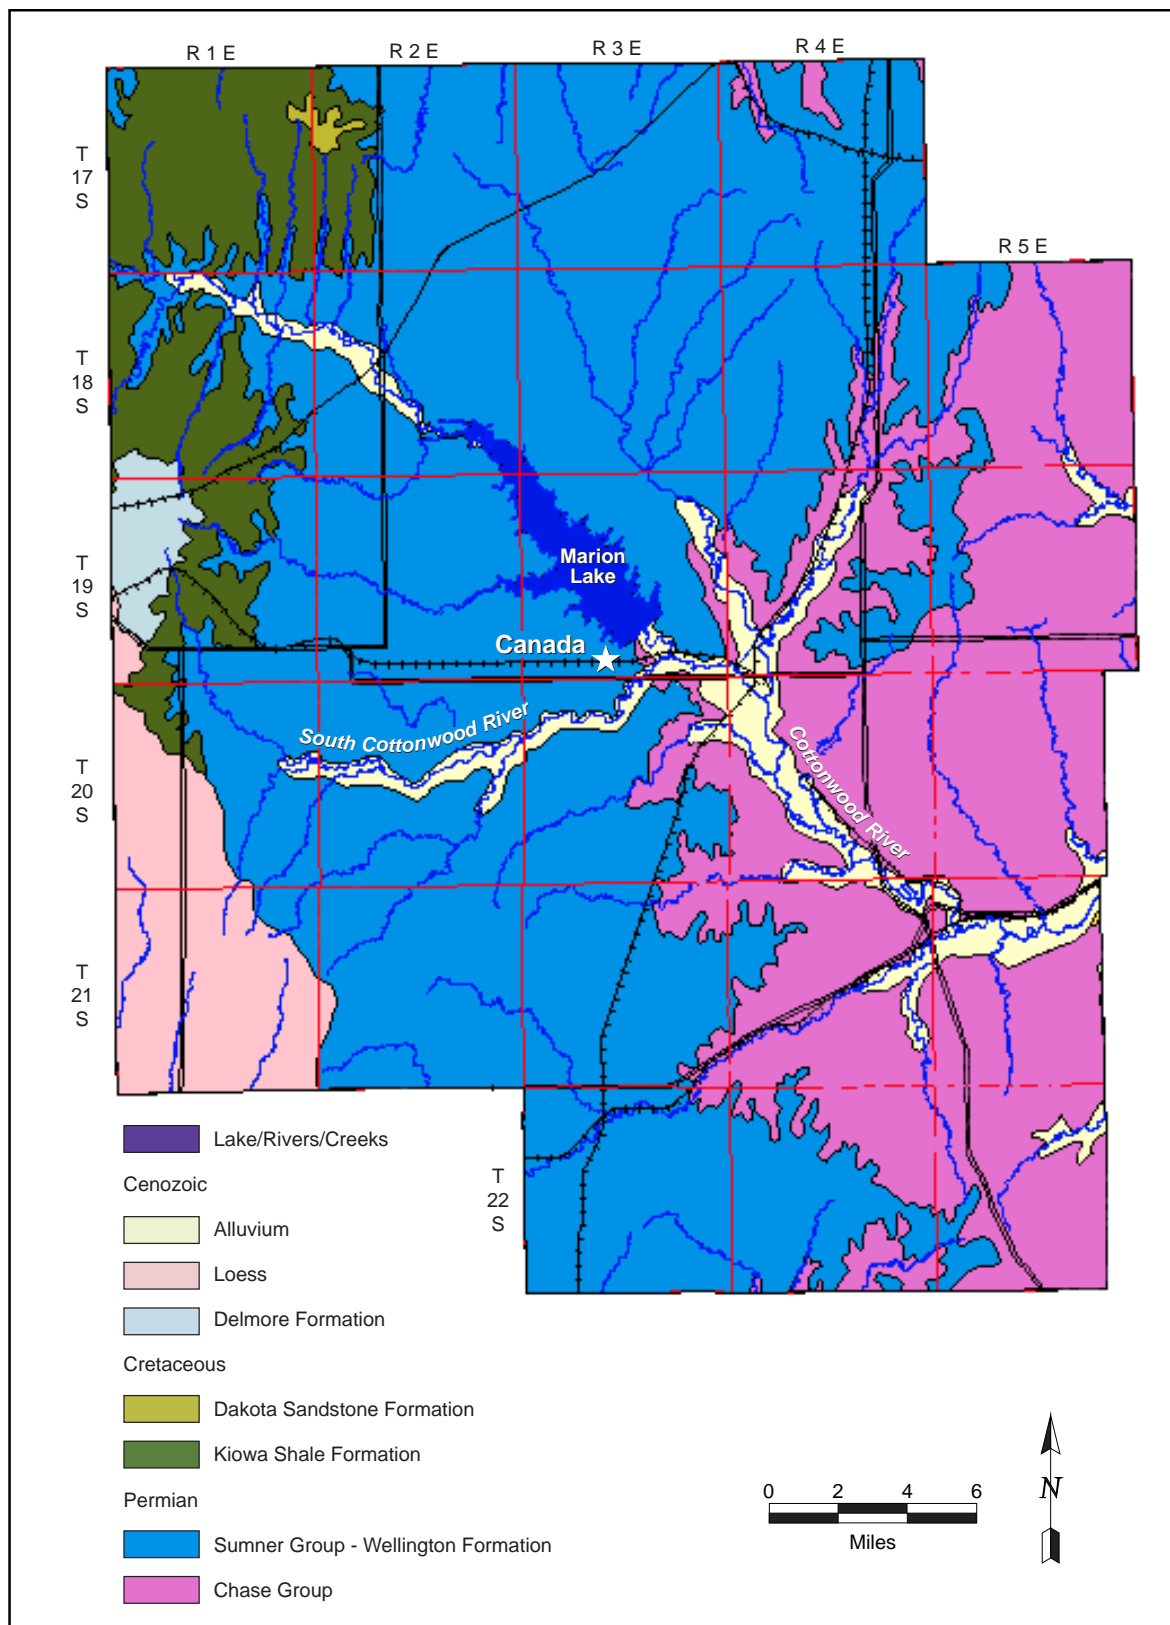 R 1 E
R 2 E
R 3 E
R 4 E
T
17
S
R 5 E
T
18
S
T
19
S
Marion
Lake
Canada
South Cottonwood River
Cottonwood River
T
20
S
T
21
S
T
22
S
Lake/Rivers/Creeks
Cenozoic
Alluvium
Loess
Delmore Formation
Cretaceous
Dakota Sandstone Formation
Kiowa Shale Formation
Permian
Sumner Group - Wellington Formation
Chase Group
0 2 4 6
Miles
N